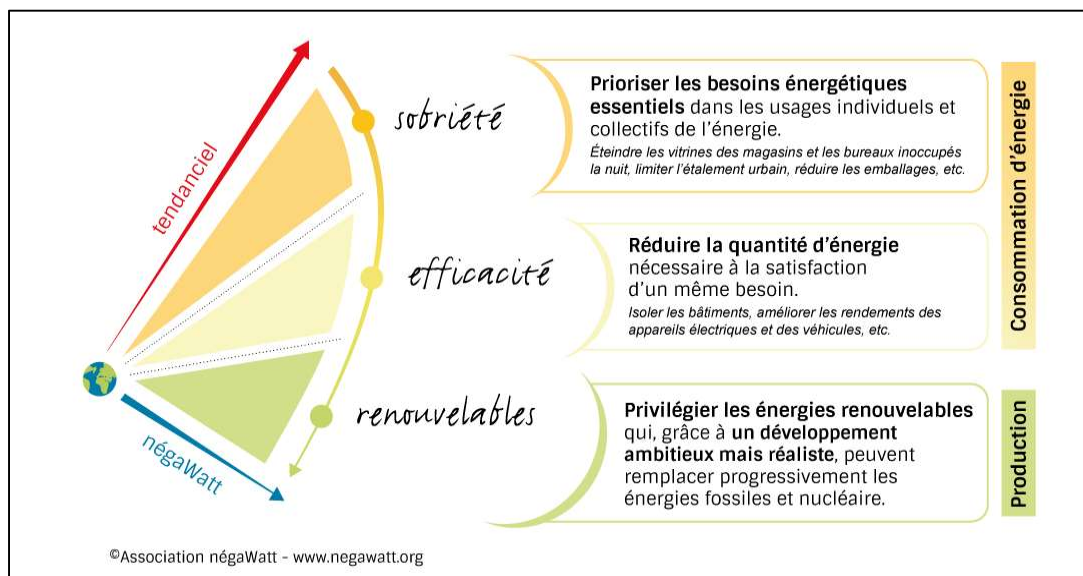 tendanciel
négaWatt
sobriété
Prioriser les besoins énergétiques
essentiels dans les usages individuels et
collectifs de l’énergie.
Éteindre les vitrines des magasins et les bureaux inoccupés
la nuit, limiter l’étalement urbain, réduire les emballages, etc.
efficacité
Réduire la quantité d’énergie
nécessaire à la satisfaction
d’un même besoin.
Isoler les bâtiments, améliorer les rendements des
appareils électriques et des véhicules, etc.
Consommation d’énergie
renouvelables
Privilégier les énergies renouvelables
qui, grâce à un développement
ambitieux mais réaliste, peuvent
remplacer progressivement les
énergies fossiles et nucléaire.
Production
©Association négaWatt - www.negawatt.org